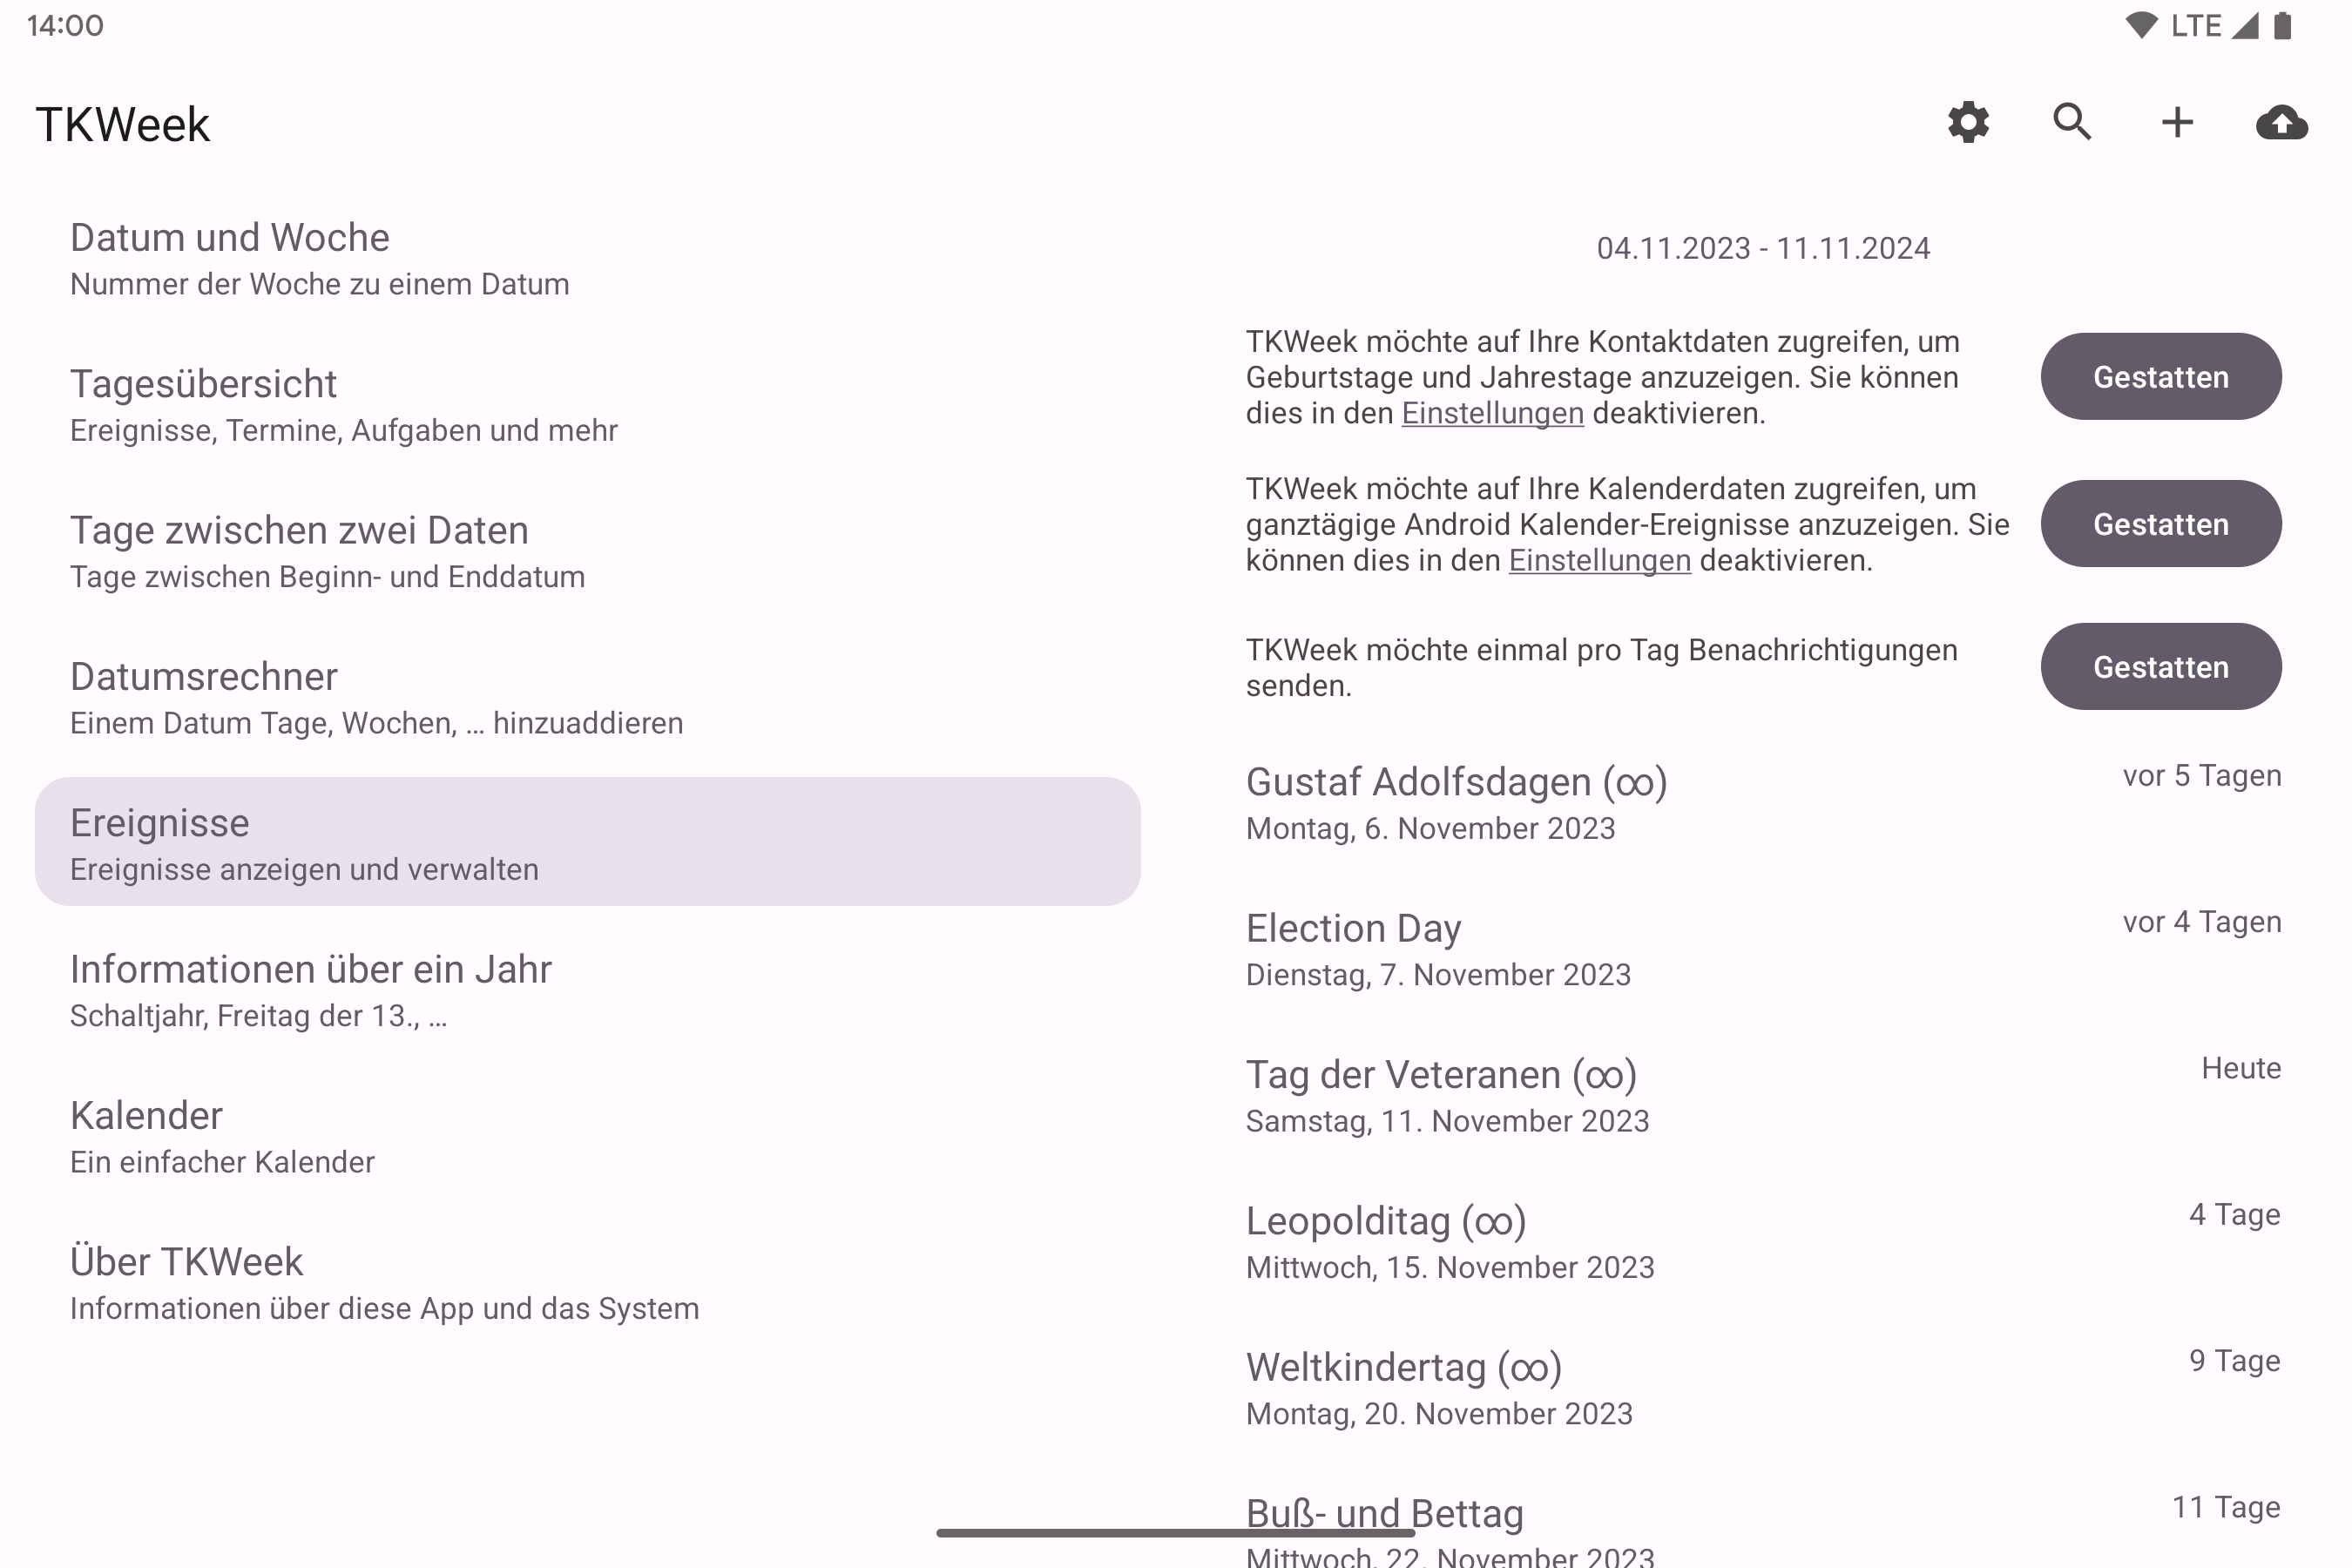 14:00
LTE
TKWeek
Datum und Woche
Nummer der Woche zu einem Datum
Tagesübersicht
Ereignisse, Termine, Aufgaben und mehr
Tage zwischen zwei Daten
Tage zwischen Beginn- und Enddatum
Datumsrechner
Einem Datum Tage, Wochen, … hinzuaddieren
Ereignisse
Ereignisse anzeigen und verwalten
Informationen über ein Jahr
Schaltjahr, Freitag der 13., …
Kalender
Ein einfacher Kalender
Über TKWeek
Informationen über diese App und das System
04.11.2023 - 11.11.2024
TKWeek möchte auf Ihre Kontaktdaten zugreifen, um
Geburtstage und Jahrestage anzuzeigen. Sie können
dies in den Einstellungen deaktivieren.
Gestatten
TKWeek möchte auf Ihre Kalenderdaten zugreifen, um
ganztägige Android Kalender-Ereignisse anzuzeigen. Sie
können dies in den Einstellungen deaktivieren.
Gestatten
TKWeek möchte einmal pro Tag Benachrichtigungen
senden.
Gestatten
Gustaf Adolfsdagen (∞)
vor 5 Tagen
Montag, 6. November 2023
Election Day
vor 4 Tagen
Dienstag, 7. November 2023
Tag der Veteranen (∞)
Heute
Samstag, 11. November 2023
Leopolditag (∞)
4 Tage
Mittwoch, 15. November 2023
Weltkindertag (∞)
9 Tage
Montag, 20. November 2023
Buß- und Bettag
11 Tage
Mittwoch, 22. November 2023